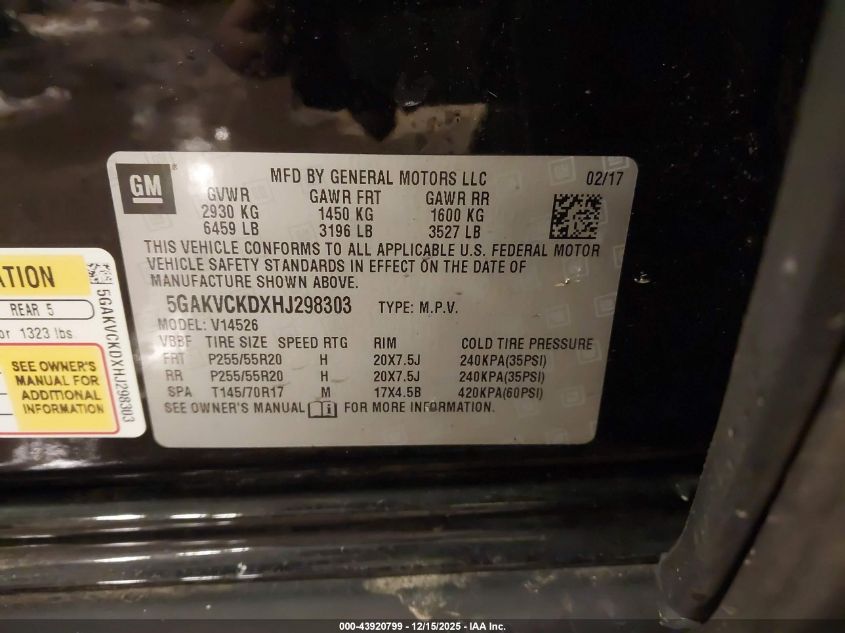 GM
®
MFD BY GENERAL MOTORS LLC 02/17
GVWR GAWR FRT GAWR RR
2930 KG 1450 KG 1600 KG
6459 LB 3196 LB 3527 LB
THIS VEHICLE CONFORMS TO ALL APPLICABLE U.S. FEDERAL MOTOR
VEHICLE SAFETY STANDARDS IN EFFECT ON THE DATE OF
MANUFACTURE SHOWN ABOVE.
5GAKVCKDXHJ298303 TYPE: M.P.V.
MODEL: V14526
VBBF TIRE SIZE SPEED RTG RIM COLD TIRE PRESSURE
FRT P255/55R20 H 20X7.5J 240KPA(35PSI)
RR P255/55R20 H 20X7.5J 240KPA(35PSI)
SPA T145/70R17 M 17X4.5B 420KPA(60PSI)
SEE OWNER'S MANUAL FOR MORE INFORMATION.
ATION
REAR 5
or 1323 lbs
SEE OWNER'S
MANUAL FOR
ADDITIONAL
INFORMATION
5GAKVCKDXHJ298303
000-43920799 - 12/15/2025 - IAA Inc.